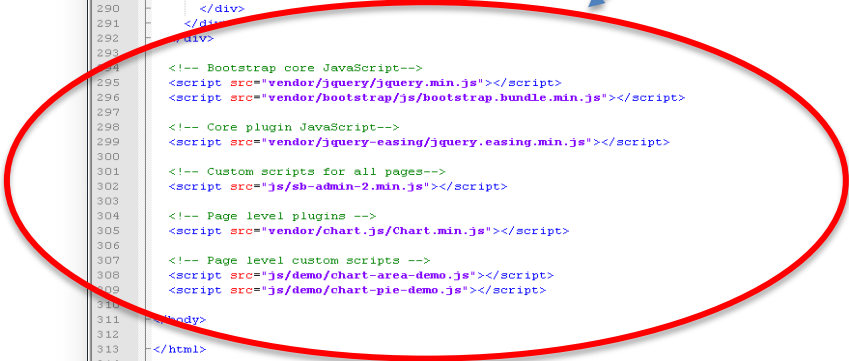 290 </div>
291 </div>
292 </div>
293
294 <!-- Bootstrap core JavaScript-->
295 <script src="vendor/jquery/jquery.min.js"></script>
296 <script src="vendor/bootstrap/js/bootstrap.bundle.min.js"></script>
297
298 <!-- Core plugin JavaScript-->
299 <script src="vendor/jquery-easing/jquery.easing.min.js"></script>
300
301 <!-- Custom scripts for all pages-->
302 <script src="js/sb-admin-2.min.js"></script>
303
304 <!-- Page level plugins -->
305 <script src="vendor/chart.js/Chart.min.js"></script>
306
307 <!-- Page level custom scripts -->
308 <script src="js/demo/chart-area-demo.js"></script>
309 <script src="js/demo/chart-pie-demo.js"></script>
310
311 </body>
312
313 </html>